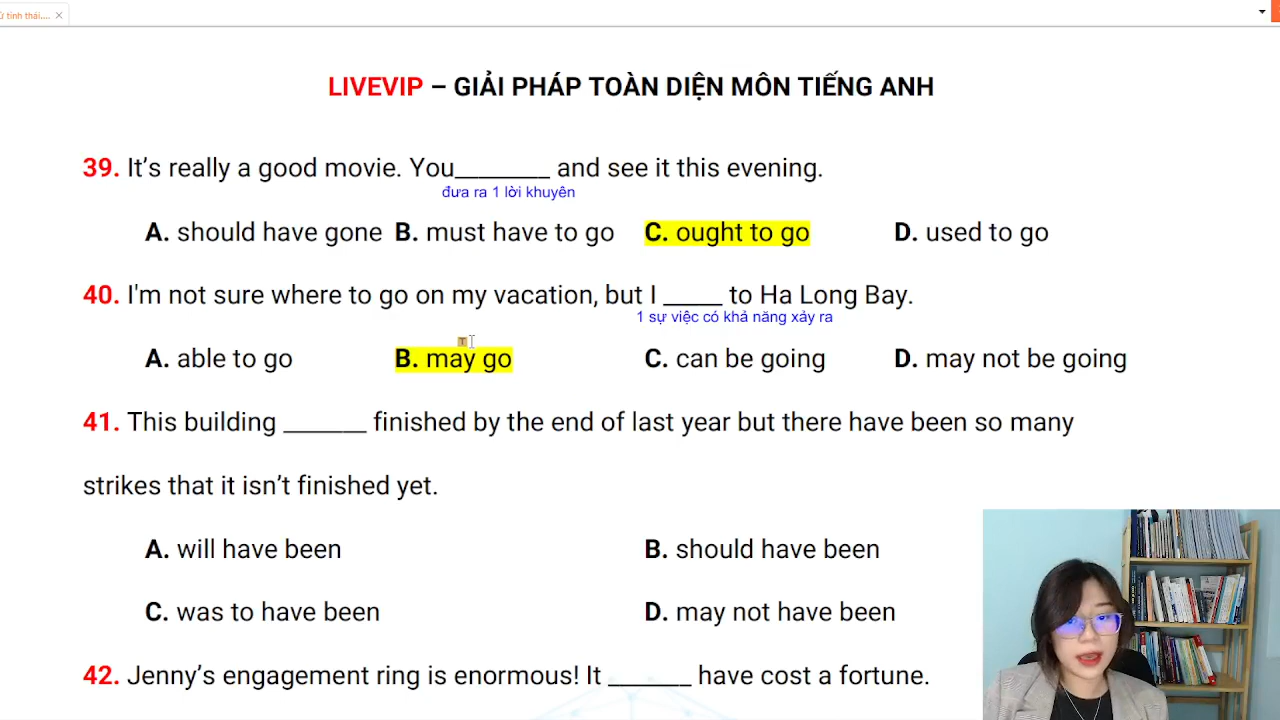 ừ tình thái....
LIVEVIP – GIẢI PHÁP TOÀN DIỆN MÔN TIẾNG ANH
39. It’s really a good movie. You________ and see it this evening.
đưa ra 1 lời khuyên
A. should have gone B. must have to go C. ought to go D. used to go
40. I'm not sure where to go on my vacation, but I _____ to Ha Long Bay.
1 sự việc có khả năng xảy ra
A. able to go B. may go C. can be going D. may not be going
41. This building _______ finished by the end of last year but there have been so many
strikes that it isn’t finished yet.
A. will have been B. should have been
C. was to have been D. may not have been
42. Jenny’s engagement ring is enormous! It _______ have cost a fortune.